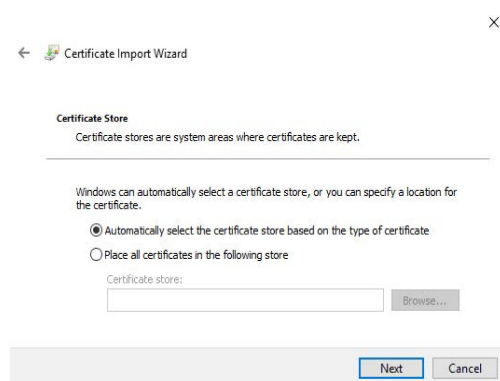 Certificate Import Wizard
Certificate Store
Certificate stores are system areas where certificates are kept.
Windows can automatically select a certificate store, or you can specify a location for
the certificate.
Automatically select the certificate store based on the type of certificate
Place all certificates in the following store
Certificate store:
Browse...
Next
Cancel